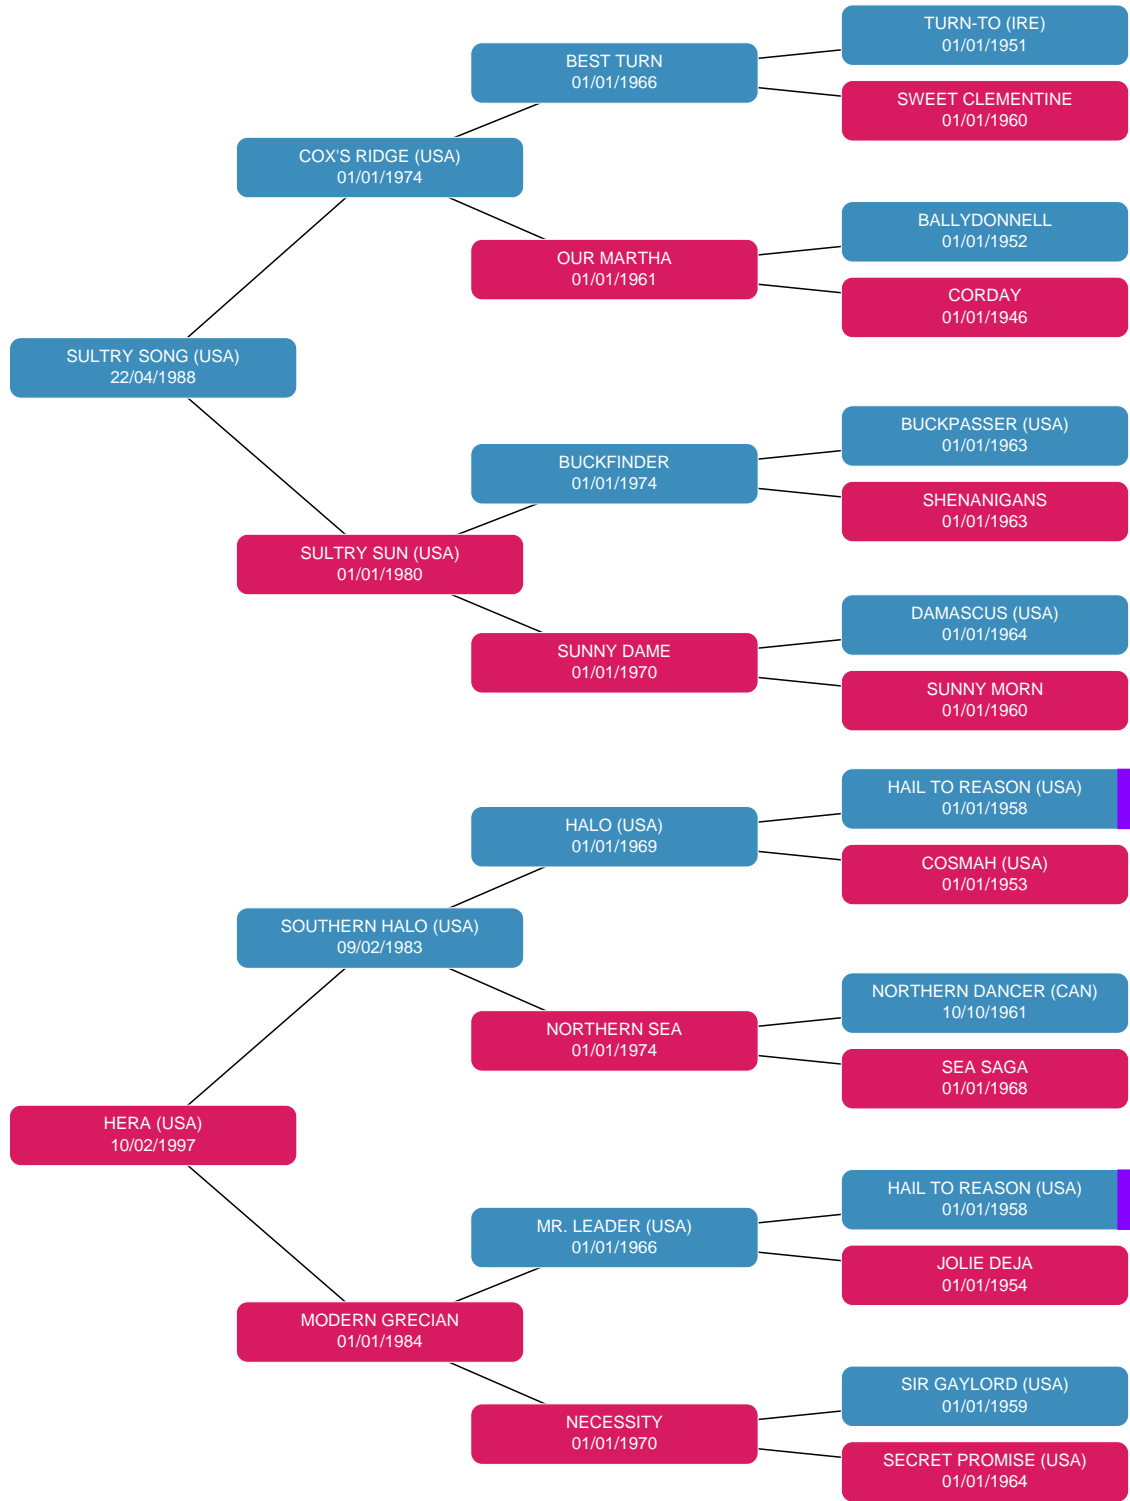 TURN-TO (IRE)
01/01/1951
BEST TURN
01/01/1966
SWEET CLEMENTINE
01/01/1960
COX'S RIDGE (USA)
01/01/1974
BALLYDONNELL
01/01/1952
OUR MARTHA
01/01/1961
CORDAY
01/01/1946
SULTRY SONG (USA)
22/04/1988
BUCKPASSER (USA)
01/01/1963
BUCKFINDER
01/01/1974
SHENANIGANS
01/01/1963
SULTRY SUN (USA)
01/01/1980
DAMASCUS (USA)
01/01/1964
SUNNY DAME
01/01/1970
SUNNY MORN
01/01/1960
HAIL TO REASON (USA)
01/01/1958
HALO (USA)
01/01/1969
COSMAH (USA)
01/01/1953
SOUTHERN HALO (USA)
09/02/1983
NORTHERN DANCER (CAN)
10/10/1961
NORTHERN SEA
01/01/1974
SEA SAGA
01/01/1968
HERA (USA)
10/02/1997
HAIL TO REASON (USA)
01/01/1958
MR. LEADER (USA)
01/01/1966
JOLIE DEJA
01/01/1954
MODERN GRECIAN
01/01/1984
SIR GAYLORD (USA)
01/01/1959
NECESSITY
01/01/1970
SECRET PROMISE (USA)
01/01/1964